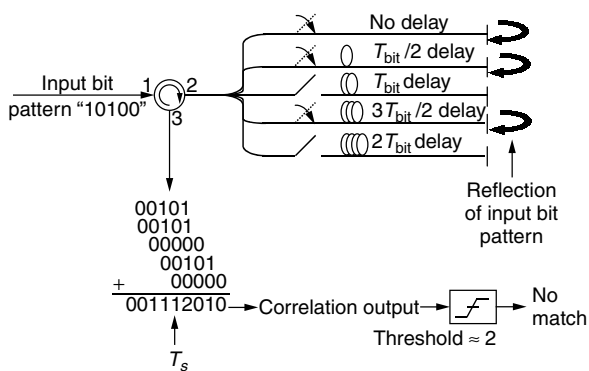 No delay
T_bit/2 delay
T_bit delay
3T_bit/2 delay
2T_bit delay
Input bit
pattern "10100"
1
2
3
Reflection
of input bit
pattern
00101
00101
00000
00101
+ 00000
001112010
Correlation output
No
match
Threshold ≈ 2
T_s